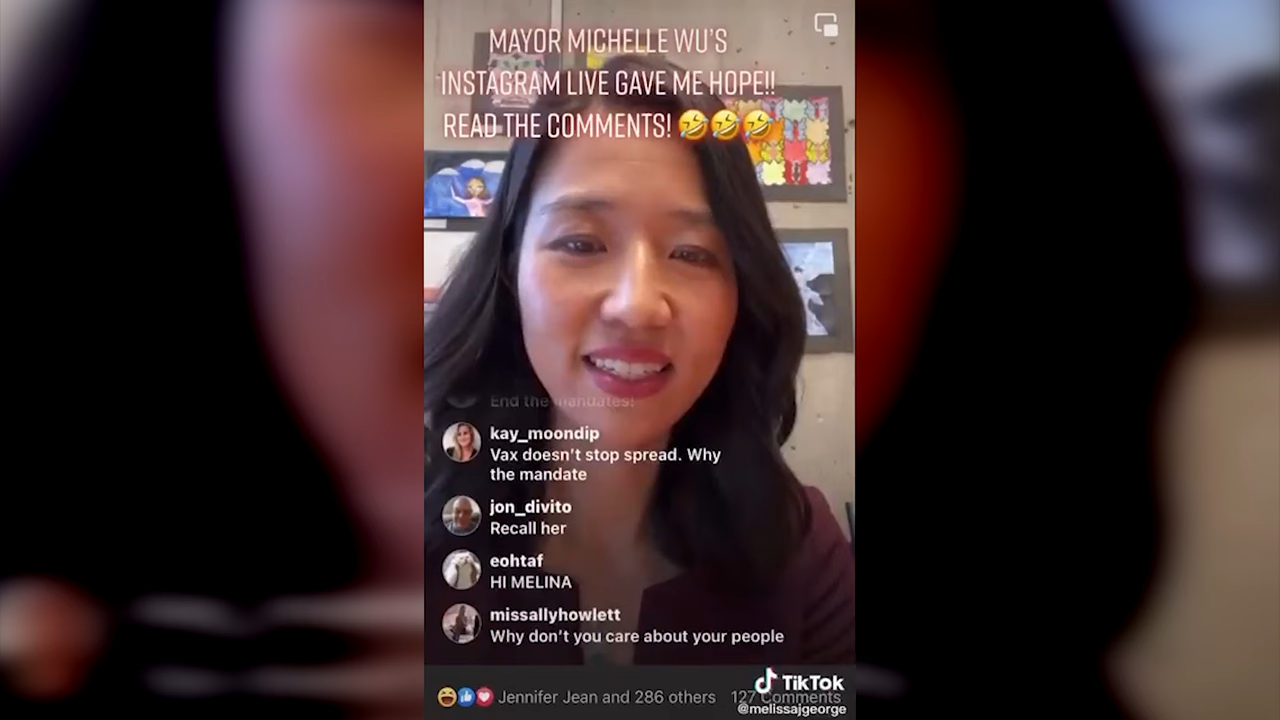 MAYOR MICHELLE WU'S
INSTAGRAM LIVE GAVE ME HOPE!!
READ THE COMMENTS! 🤣🤣🤣
End the mandates!
kay_moondip
Vax doesn't stop spread. Why
the mandate
jon_divito
Recall her
eohtaf
HI MELINA
missallyhowlett
Why don't you care about your people
Jennifer Jean and 286 others 127 Comments
TikTok
@melissajgeorge